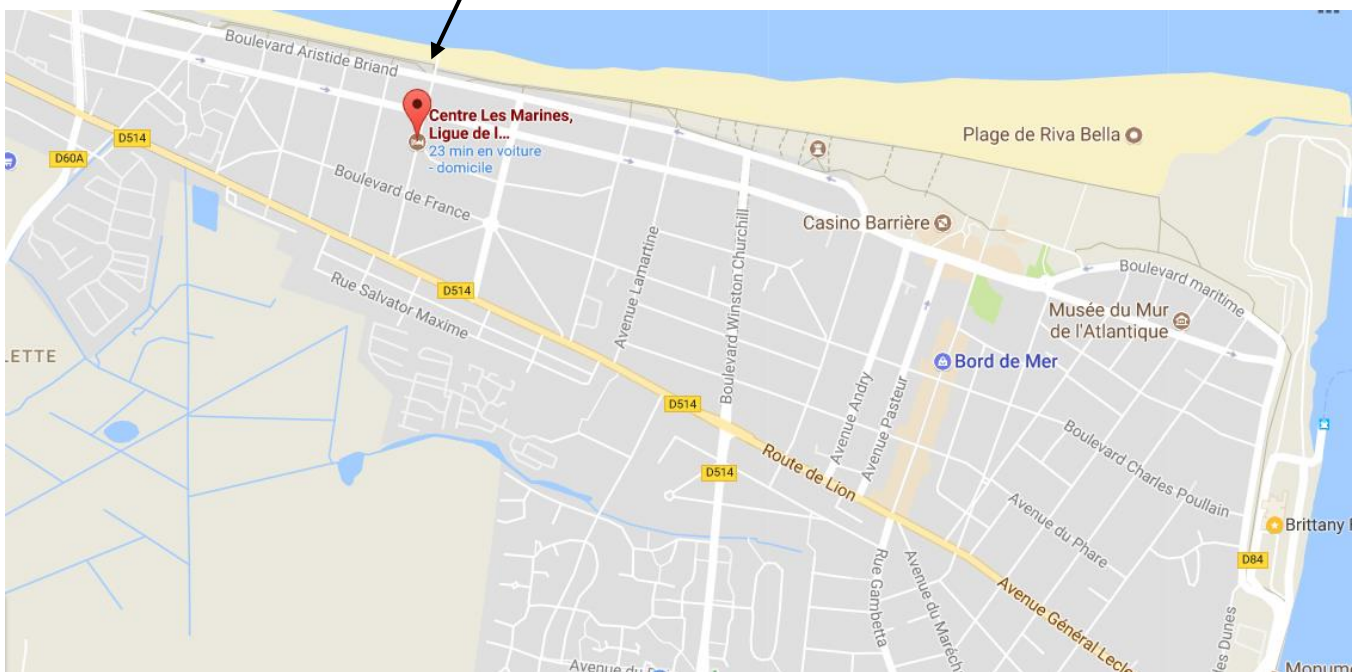 Boulevard Aristide Briand
Centre Les Marines,
Ligue de l...
23 min en voiture
- domicile
Plage de Riva Bella
D514
D60A
Boulevard de France
Casino Barrière
Avenue Lamartine
Boulevard Winston Churchill
Boulevard maritime
D514
Rue Salvator Maxime
Musée du Mur
de l'Atlantique
LETTE
Bord de Mer
D514
Avenue Andry
Avenue Pasteur
Boulevard Charles Poullain
D514
Route de Lion
Avenue du Phare
Brittany
D84
Rue Gambetta
Avenue du Maréch
Avenue Général Lecle
es Dunes
Avenue du
Monume